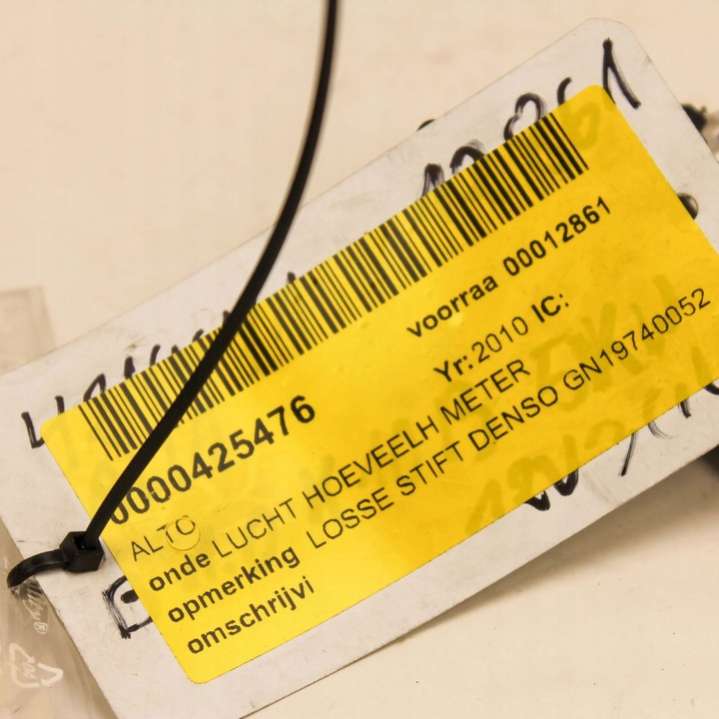 voorraa 00012861
Yr: 2010 IC:
0000425476
ALTO
onde LUCHT HOEVEELH METER
opmerking LOSSE STIFT DENSO GN19740052
omschrijvi